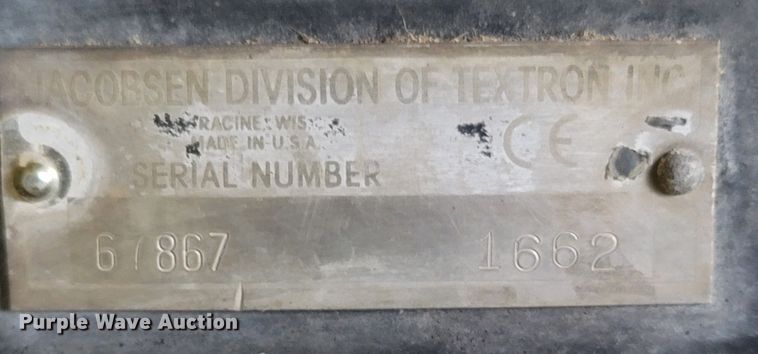 JACOBSEN DIVISION OF TEXTRON INC
RACINE, WIS.
MADE IN U.S.A.
CE
SERIAL NUMBER
67867 1662
Purple Wave Auction